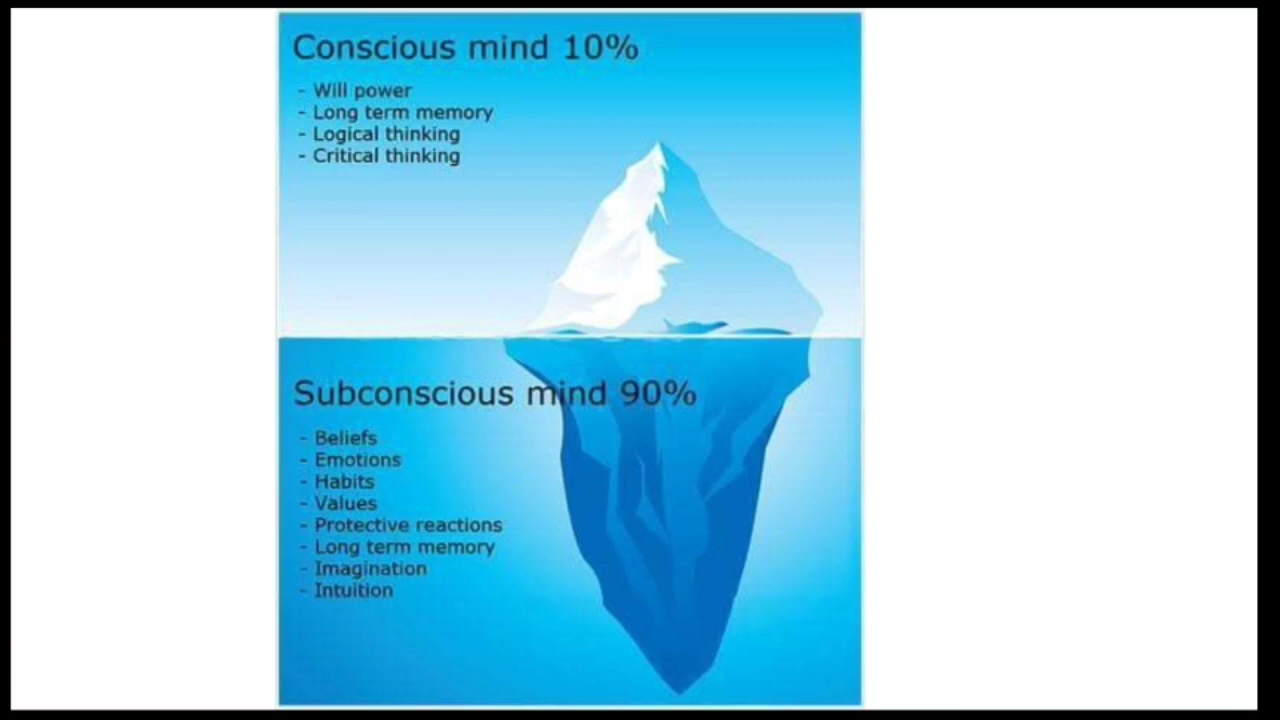 Conscious mind 10%
- Will power
- Long term memory
- Logical thinking
- Critical thinking
Subconscious mind 90%
- Beliefs
- Emotions
- Habits
- Values
- Protective reactions
- Long term memory
- Imagination
- Intuition